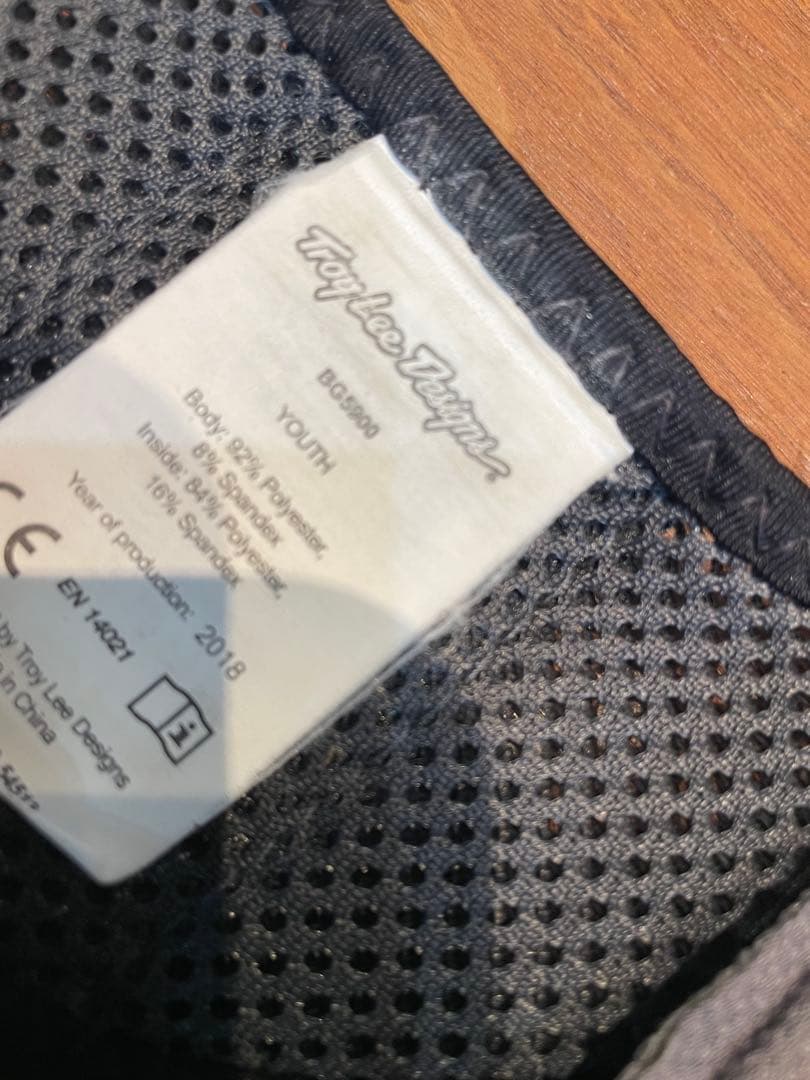 Troy Lee Designs
BG5900
YOUTH
Body: 92% Polyester,
8% Spandex
Inside: 84% Polyester,
16% Spandex
Year of production: 2018
CE EN 14021
by Troy Lee Designs
in China